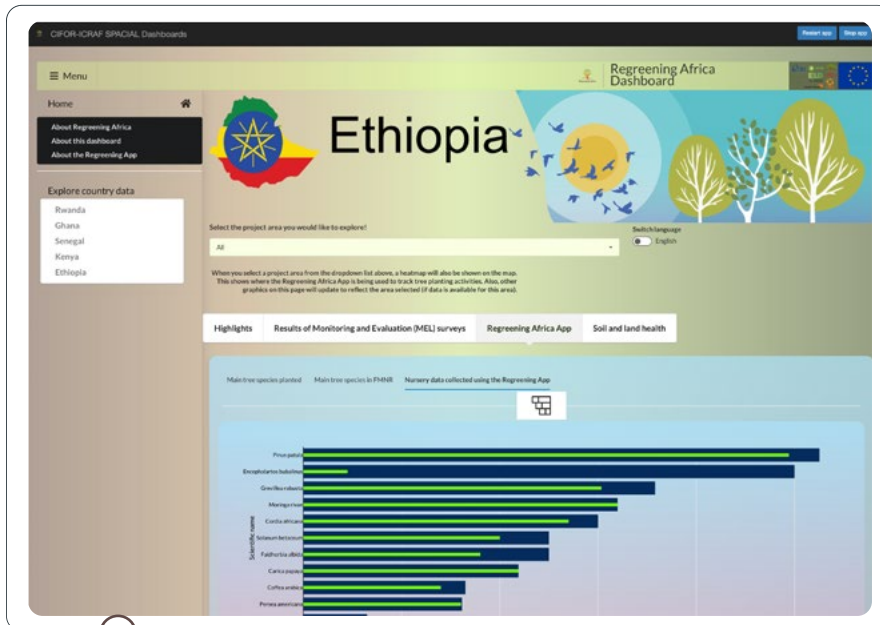 CIFOR-ICRAF SPACIAL Dashboards
Restart app
Stop app
☰ Menu
Regreening Africa
Dashboard
Home
About Regreening Africa
About this dashboard
About the Regreening App
Explore country data
Rwanda
Ghana
Senegal
Kenya
Ethiopia
Ethiopia
Select the project area you would like to explore!
All
Switch language
English
When you select a project area from the dropdown list above, a heatmap will also be shown on the map.
This shows where the Regreening Africa App is being used to track tree planting activities. Also, other
graphics on this page will update to reflect the area selected (if data is available for this area).
Highlights
Results of Monitoring and Evaluation (MEL) surveys
Regreening Africa App
Soil and land health
Main tree species planted
Main tree species in FMNR
Nursery data collected using the Regreening App
Scientific name
Pinus patula
Grevillea robusta
Cordia africana
Solanum betaceum
Faidherbia albida
Carica papaya
Coffea arabica
Persea americana